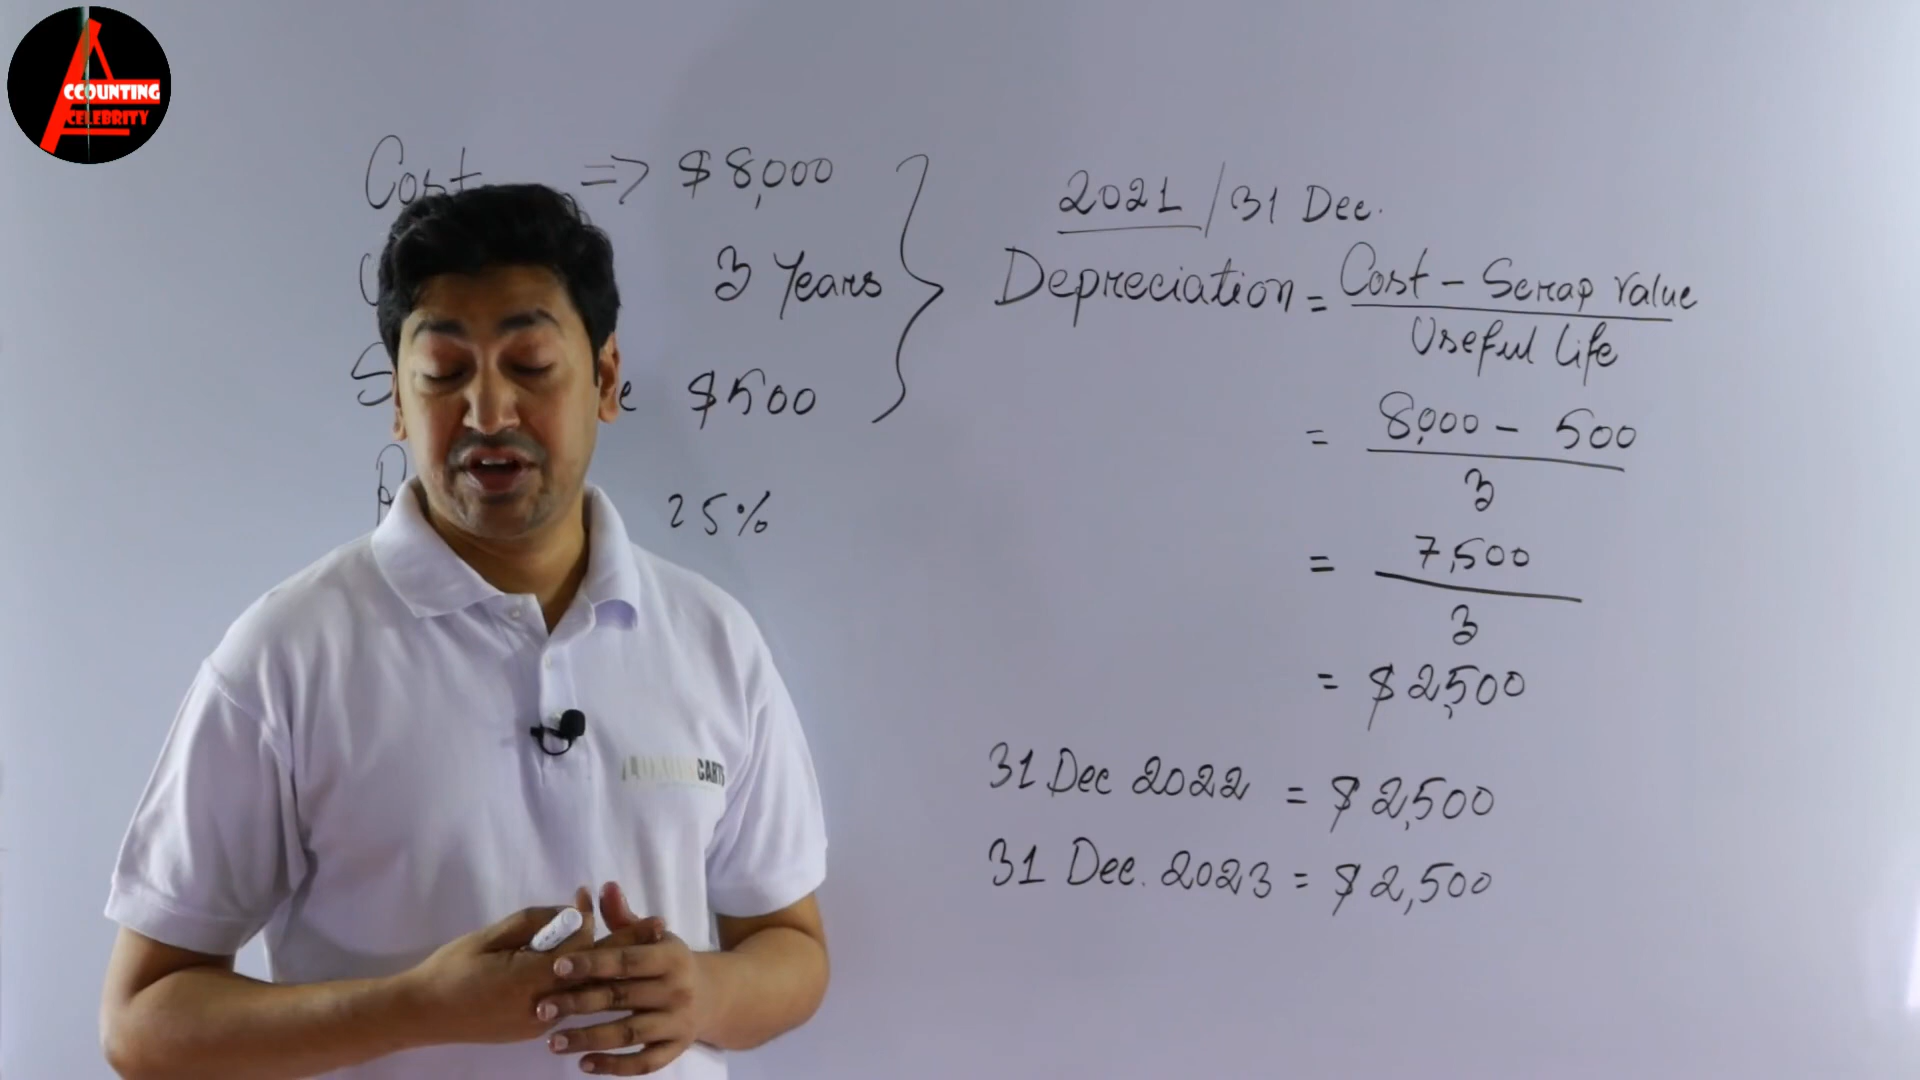 ACCOUNTING
CELEBRITY
Cost => $8,000
3 Years
$500
25%
2021 / 31 Dec.
Depreciation = Cost - Scrap Value
Useful Life
= 8,000 - 500
3
= 7,500
3
= $2,500
31 Dec 2022 = $2,500
31 Dec. 2023 = $2,500